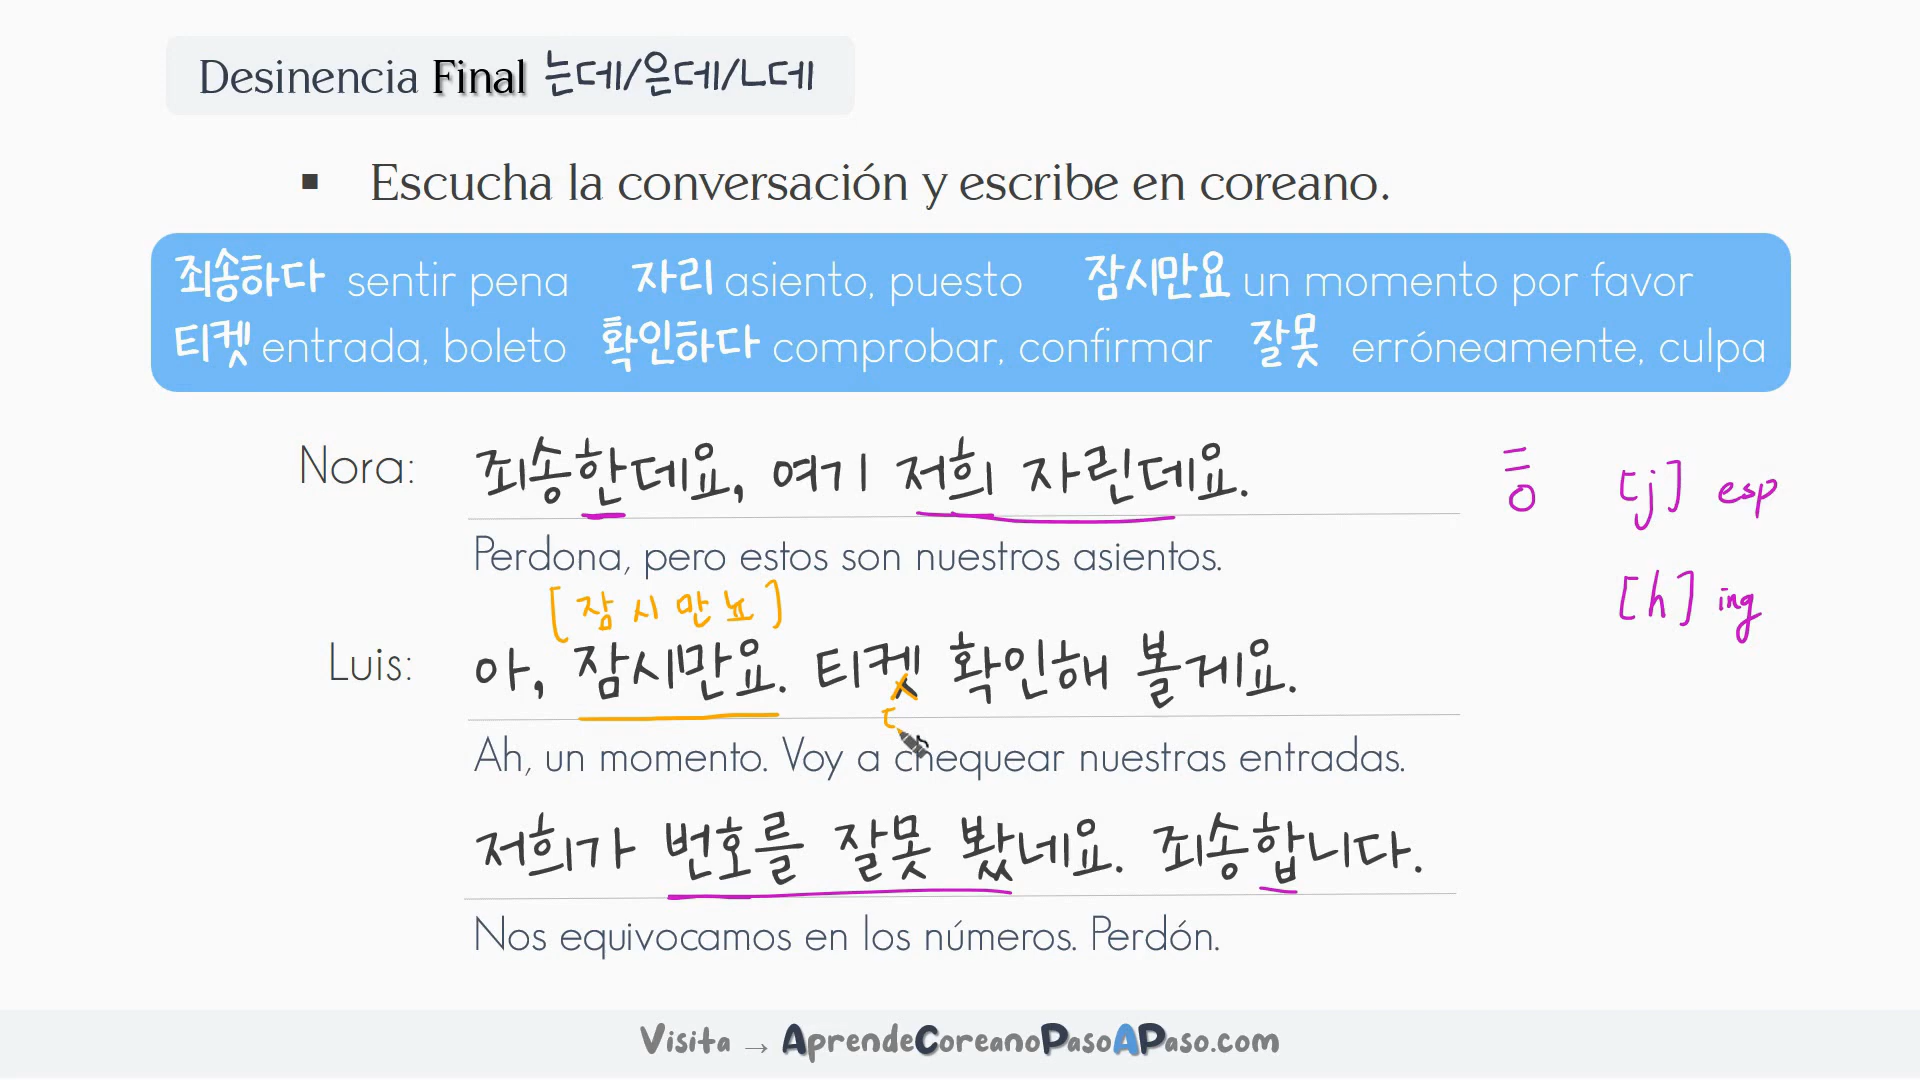 Desinencia Final 는데/은데/ㄴ데
▪ Escucha la conversación y escribe en coreano.
죄송하다 sentir pena 자리 asiento, puesto 잠시만요 un momento por favor
티켓 entrada, boleto 확인하다 comprobar, confirmar 잘못 erróneamente, culpa
Nora: 죄송한데요, 여기 저희 자린데요.
ㅎ [j] esp
Perdona, pero estos son nuestros asientos.
[잠시만뇨]
[h] ing
Luis: 아, 잠시만요. 티켓 확인해 볼게요.
[
Ah, un momento. Voy a chequear nuestras entradas.
저희가 번호를 잘못 봤네요. 죄송합니다.
Nos equivocamos en los números. Perdón.
Visita → AprendeCoreanoPasoAPaso.com